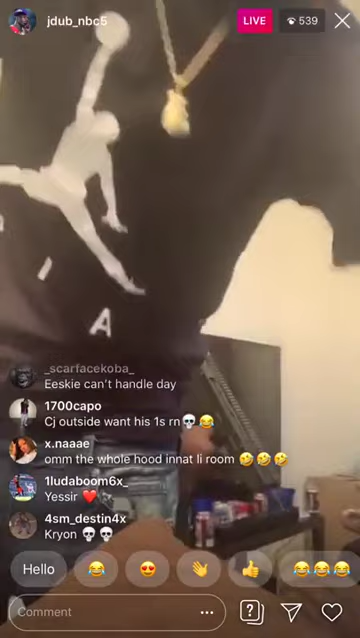 jdub_nbc5
LIVE
539
I A
_scarfacekoba_
Eeskie can't handle day
1700capo
Cj outside want his 1s rn💀😂
x.naaae
omm the whole hood innat li room 🤣🤣🤣
1ludaboom6x_
Yessir ❤️
4sm_destin4x
Kryon 💀💀
Hello 😂 😍 👋 👍 😂😂😂
Comment